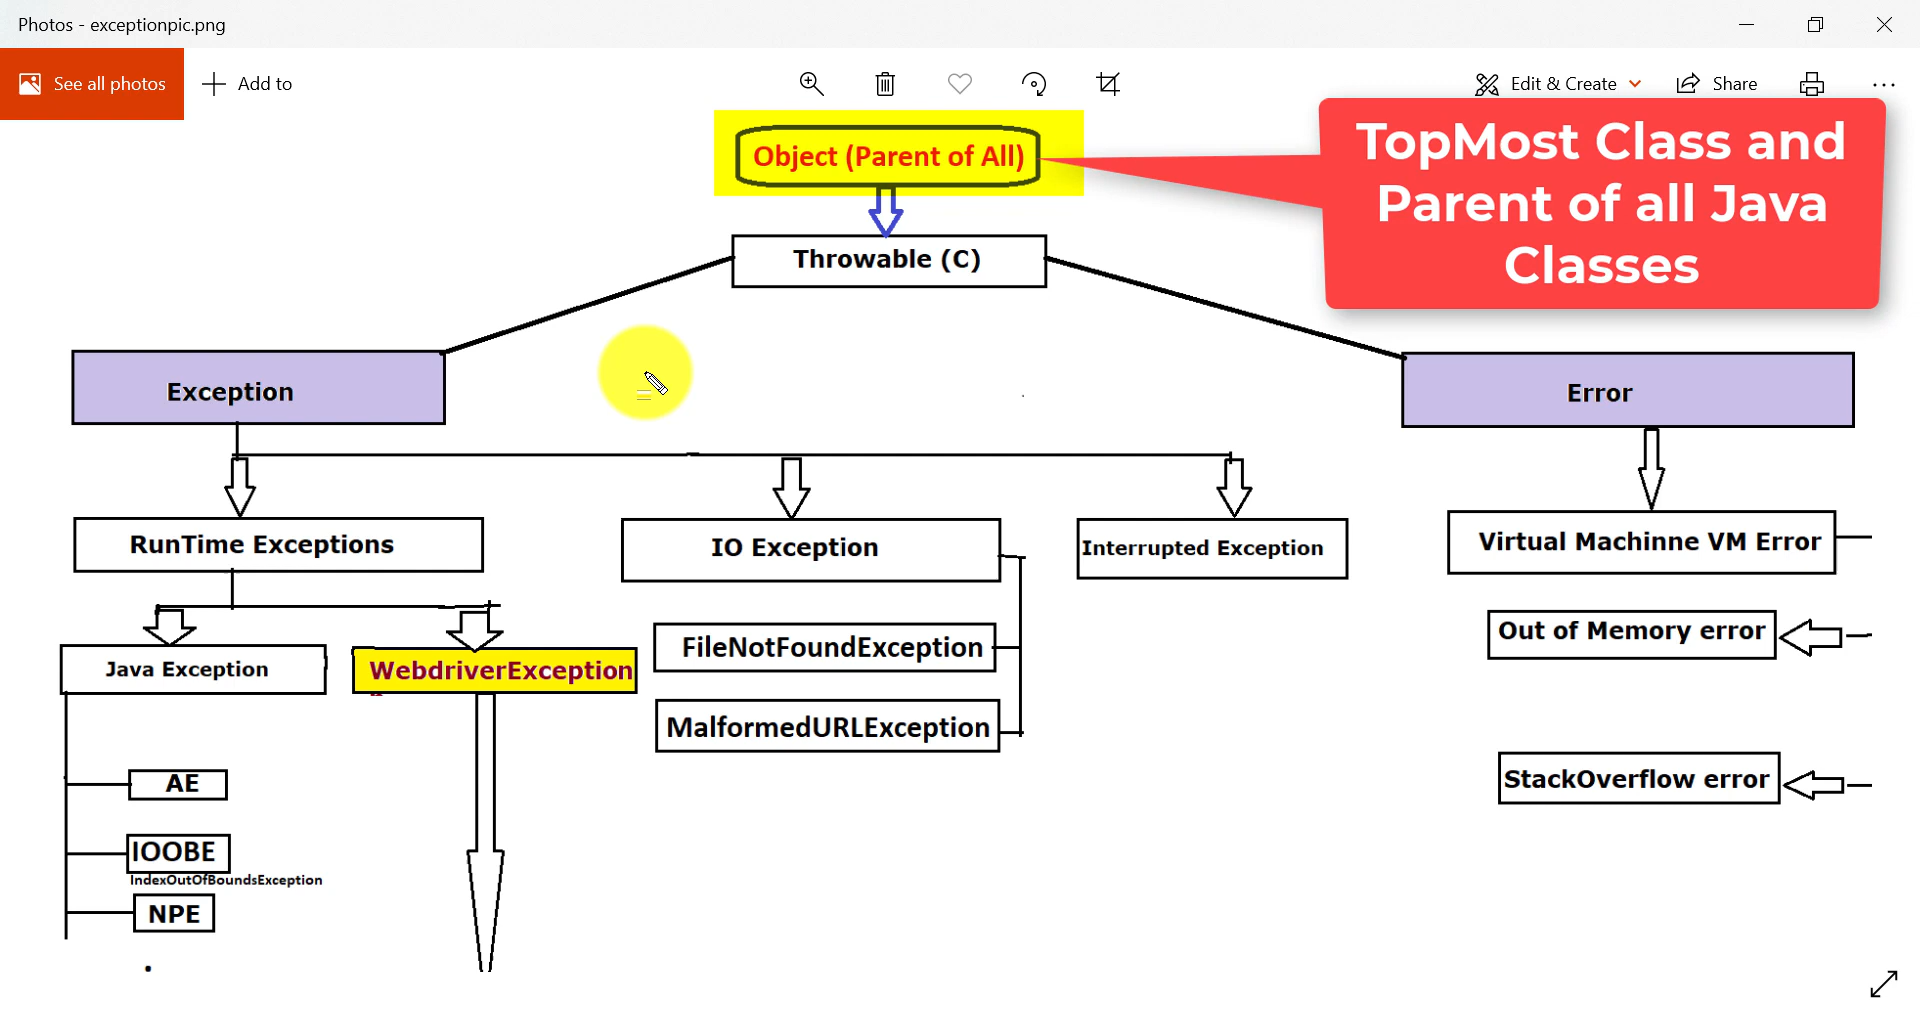 Photos - exceptionpic.png
See all photos
Add to
Edit & Create
Share
Object (Parent of All)
TopMost Class and
Parent of all Java
Classes
Throwable (C)
Exception
Error
RunTime Exceptions
IO Exception
Interrupted Exception
Virtual Machinne VM Error
Java Exception
WebdriverException
FileNotFoundException
Out of Memory error
MalformedURLException
StackOverflow error
AE
IOOBE
IndexOutOfBoundsException
NPE